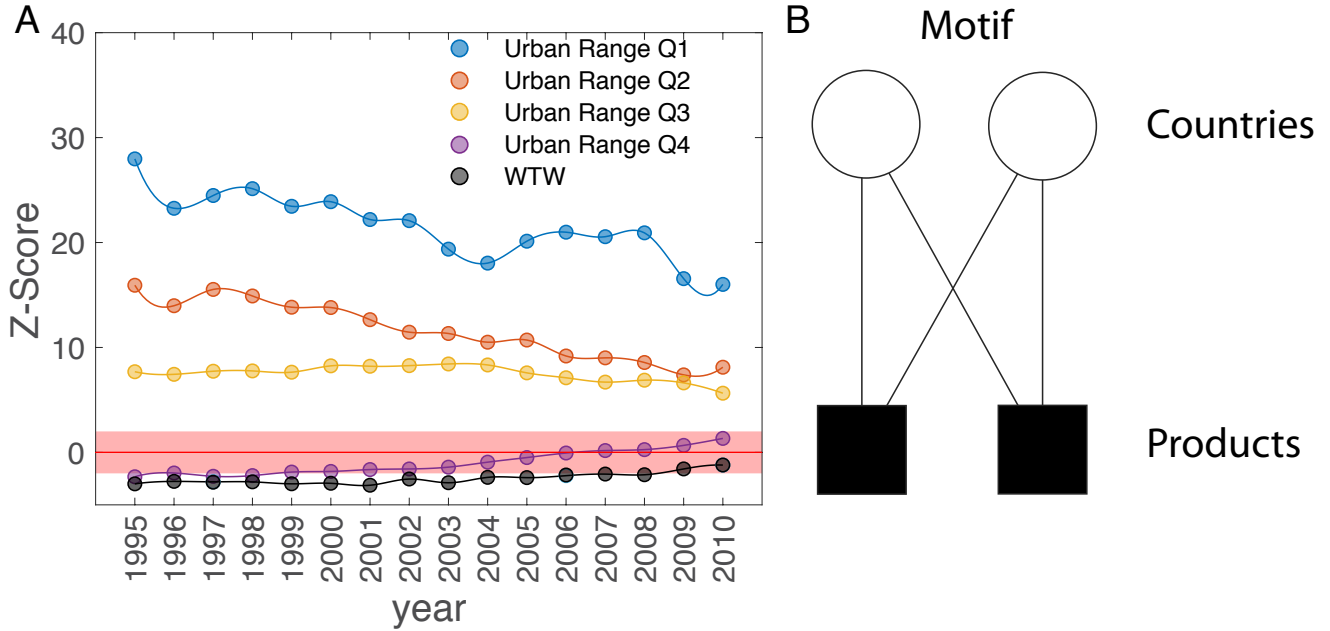 A
40
30
20
10
0
Z-Score
Urban Range Q1
Urban Range Q2
Urban Range Q3
Urban Range Q4
WTW
1995
1996
1997
1998
1999
2000
2001
2002
2003
2004
2005
2006
2007
2008
2009
2010
year
B
Motif
Countries
Products